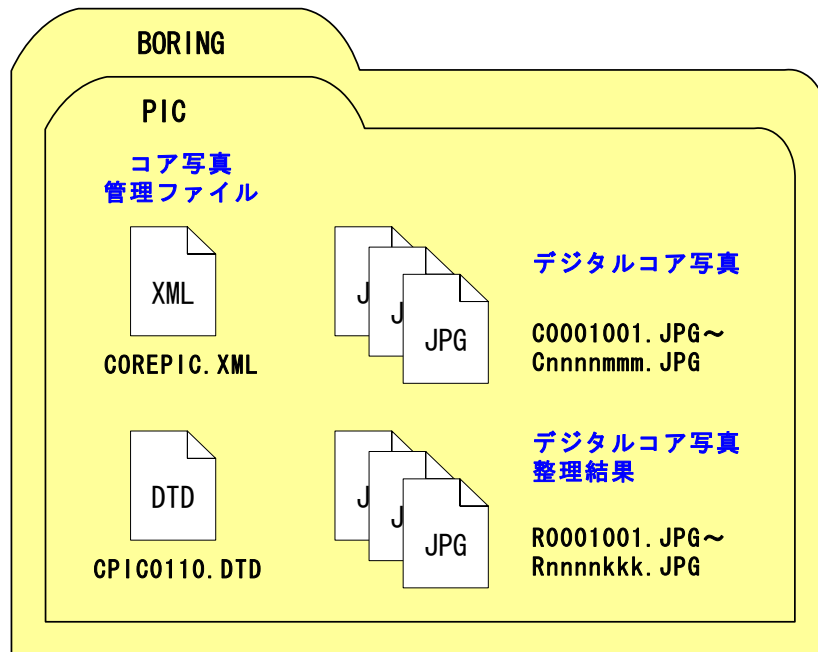 BORING
PIC
コア写真
管理ファイル
XML
COREPIC.XML
J
J
JPG
デジタルコア写真
C0001001.JPG～
Cnnnnmmm.JPG
DTD
CPIC0110.DTD
J
J
JPG
デジタルコア写真
整理結果
R0001001.JPG～
Rnnnnkkk.JPG